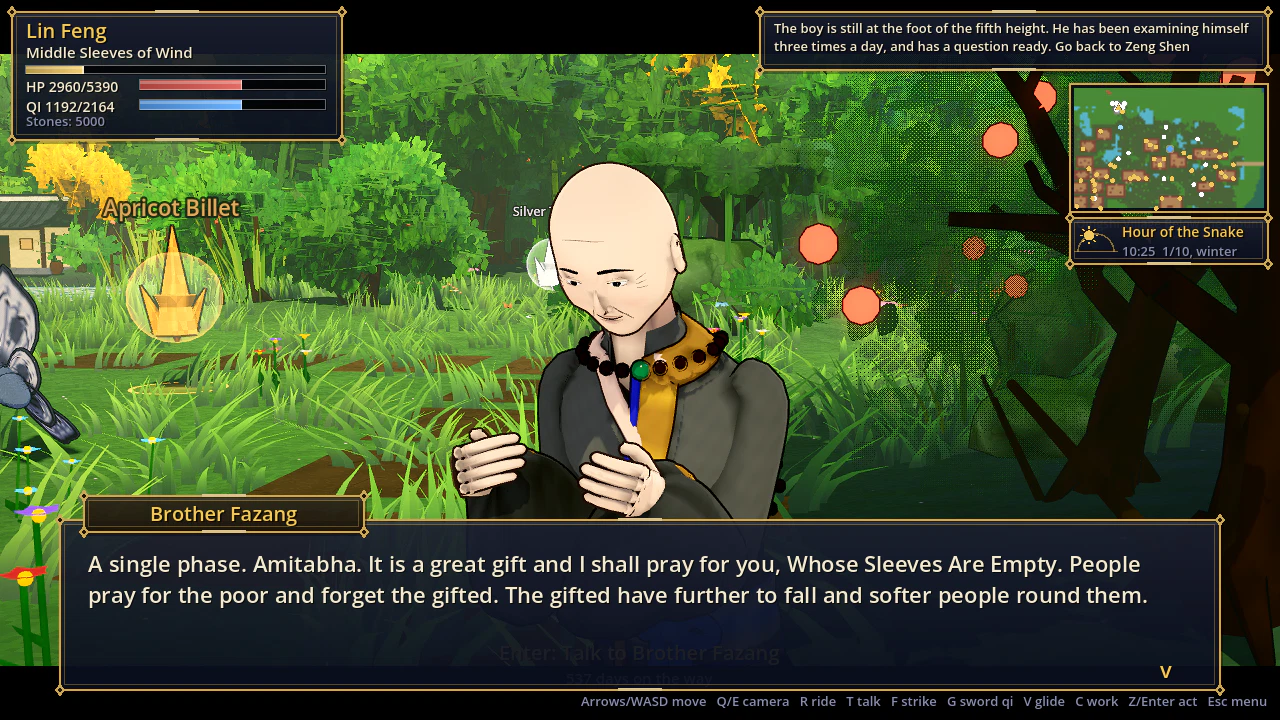 Lin Feng
Middle Sleeves of Wind
HP 2960/5390
QI 1192/2164
Stones: 5000
The boy is still at the foot of the fifth height. He has been examining himself
three times a day, and has a question ready. Go back to Zeng Shen
Hour of the Snake
10:25 1/10, winter
Apricot Billet
Silver
Brother Fazang
A single phase. Amitabha. It is a great gift and I shall pray for you, Whose Sleeves Are Empty. People
pray for the poor and forget the gifted. The gifted have further to fall and softer people round them.
Enter: Talk to Brother Fazang
537 days on the way
V
Arrows/WASD move Q/E camera R ride T talk F strike G sword qi V glide C work Z/Enter act Esc menu